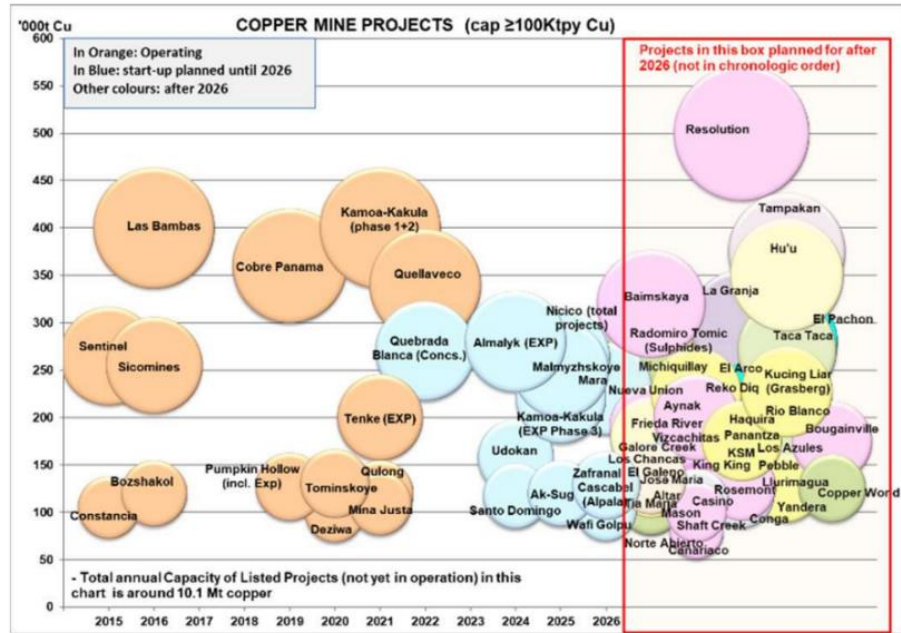 '000t Cu
COPPER MINE PROJECTS (cap ≥100Ktpy Cu)
In Orange: Operating
In Blue: start-up planned until 2026
Other colours: after 2026
Projects in this box planned for after
2026 (not in chronologic order)
600
550
500
450
400
350
300
250
200
150
100
50
0
Resolution
Las Bambas
Kamoa-Kakula
(phase 1+2)
Tampakan
Cobre Panama
Quellaveco
Hu'u
Baimskaya
La Granja
Sentinel
Sicomines
Quebrada
Blanca (Concs.)
Almalyk (EXP)
Nicico (total
projects)
Malmyzhskoye
Mara
Radomiro Tomic
(Sulphides)
El Pachon
Taca Taca
Michiquillay
El Arco
Kucing Liar
(Grasberg)
Tenke (EXP)
Kamoa-Kakula
(EXP Phase 3)
Nueva Union
Reko Diq
Aynak
Rio Blanco
Frieda River
Haquira
Bougainville
Vizcachitas
Panantza
Galore Creek
KSM
Los Azules
Udokan
Los Chancas
King King
Pebble
Bozshakol
Pumpkin Hollow
(incl. Exp)
Qulong
Tominskoye
Zafranal
Cascabel
(Alpala)
El Galeno
Jose Maria
Rosemont
Llurimagua
Copper World
Constancia
Deziwa
Mina Justa
Santo Domingo
Ak-Sug
Wafi Golpu
Altar
Tia Maria
Casino
Mason
Yandera
Shaft Creek
Conga
Norte Abierto
Canariaco
- Total annual Capacity of Listed Projects (not yet in operation) in this
chart is around 10.1 Mt copper
2015 2016 2017 2018 2019 2020 2021 2022 2023 2024 2025 2026